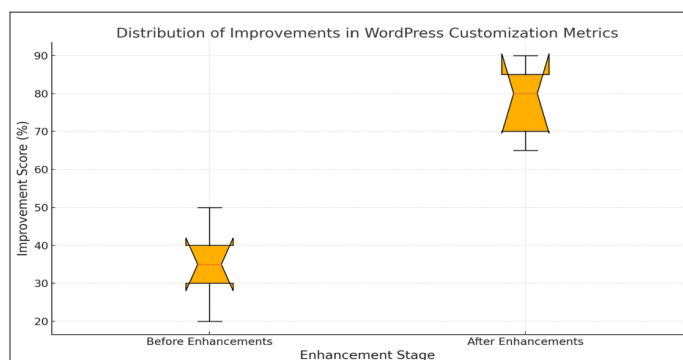 Distribution of Improvements in WordPress Customization Metrics
Improvement Score (%)
90
80
70
60
50
40
30
20
Before Enhancements
After Enhancements
Enhancement Stage